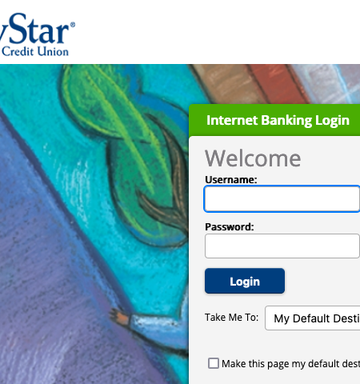 yStar®
Credit Union
Internet Banking Login
Welcome
Username:
Password:
Login
Take Me To:
My Default Desti
Make this page my default dest